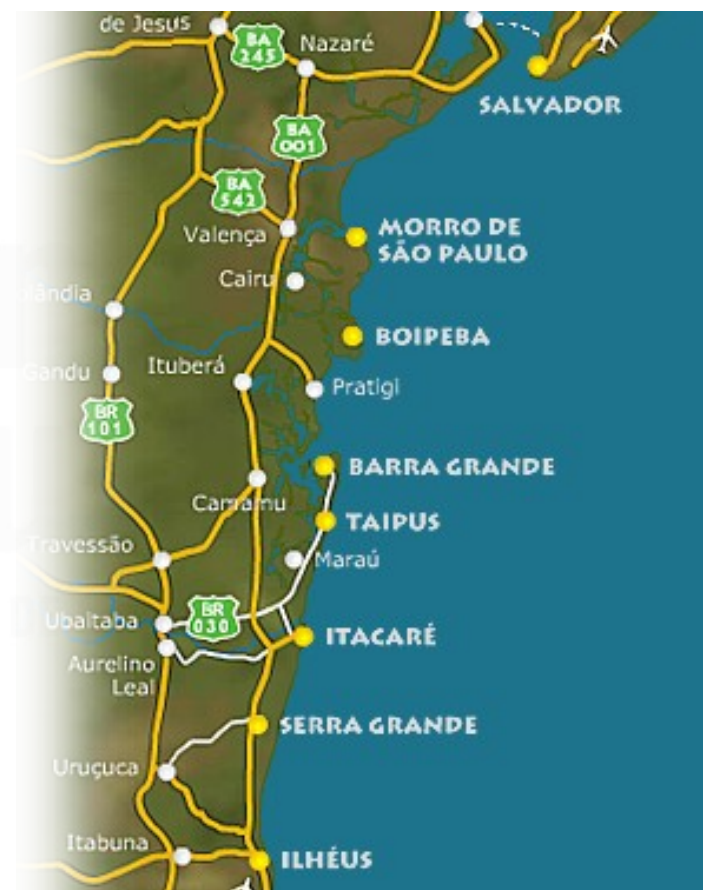 de Jesus
BA
245
Nazaré
SALVADOR
BA
001
BA
542
Valença
MORRO DE
SÃO PAULO
Cairu
lândia
BOIPEBA
Ituberá
Gandu
Pratigi
BR
101
BARRA GRANDE
Camamu
TAIPUS
Travessão
Maraú
Ubaitaba
BR
030
ITACARÉ
Aurelino
Leal
SERRA GRANDE
Uruçuca
Itabuna
ILHÉUS